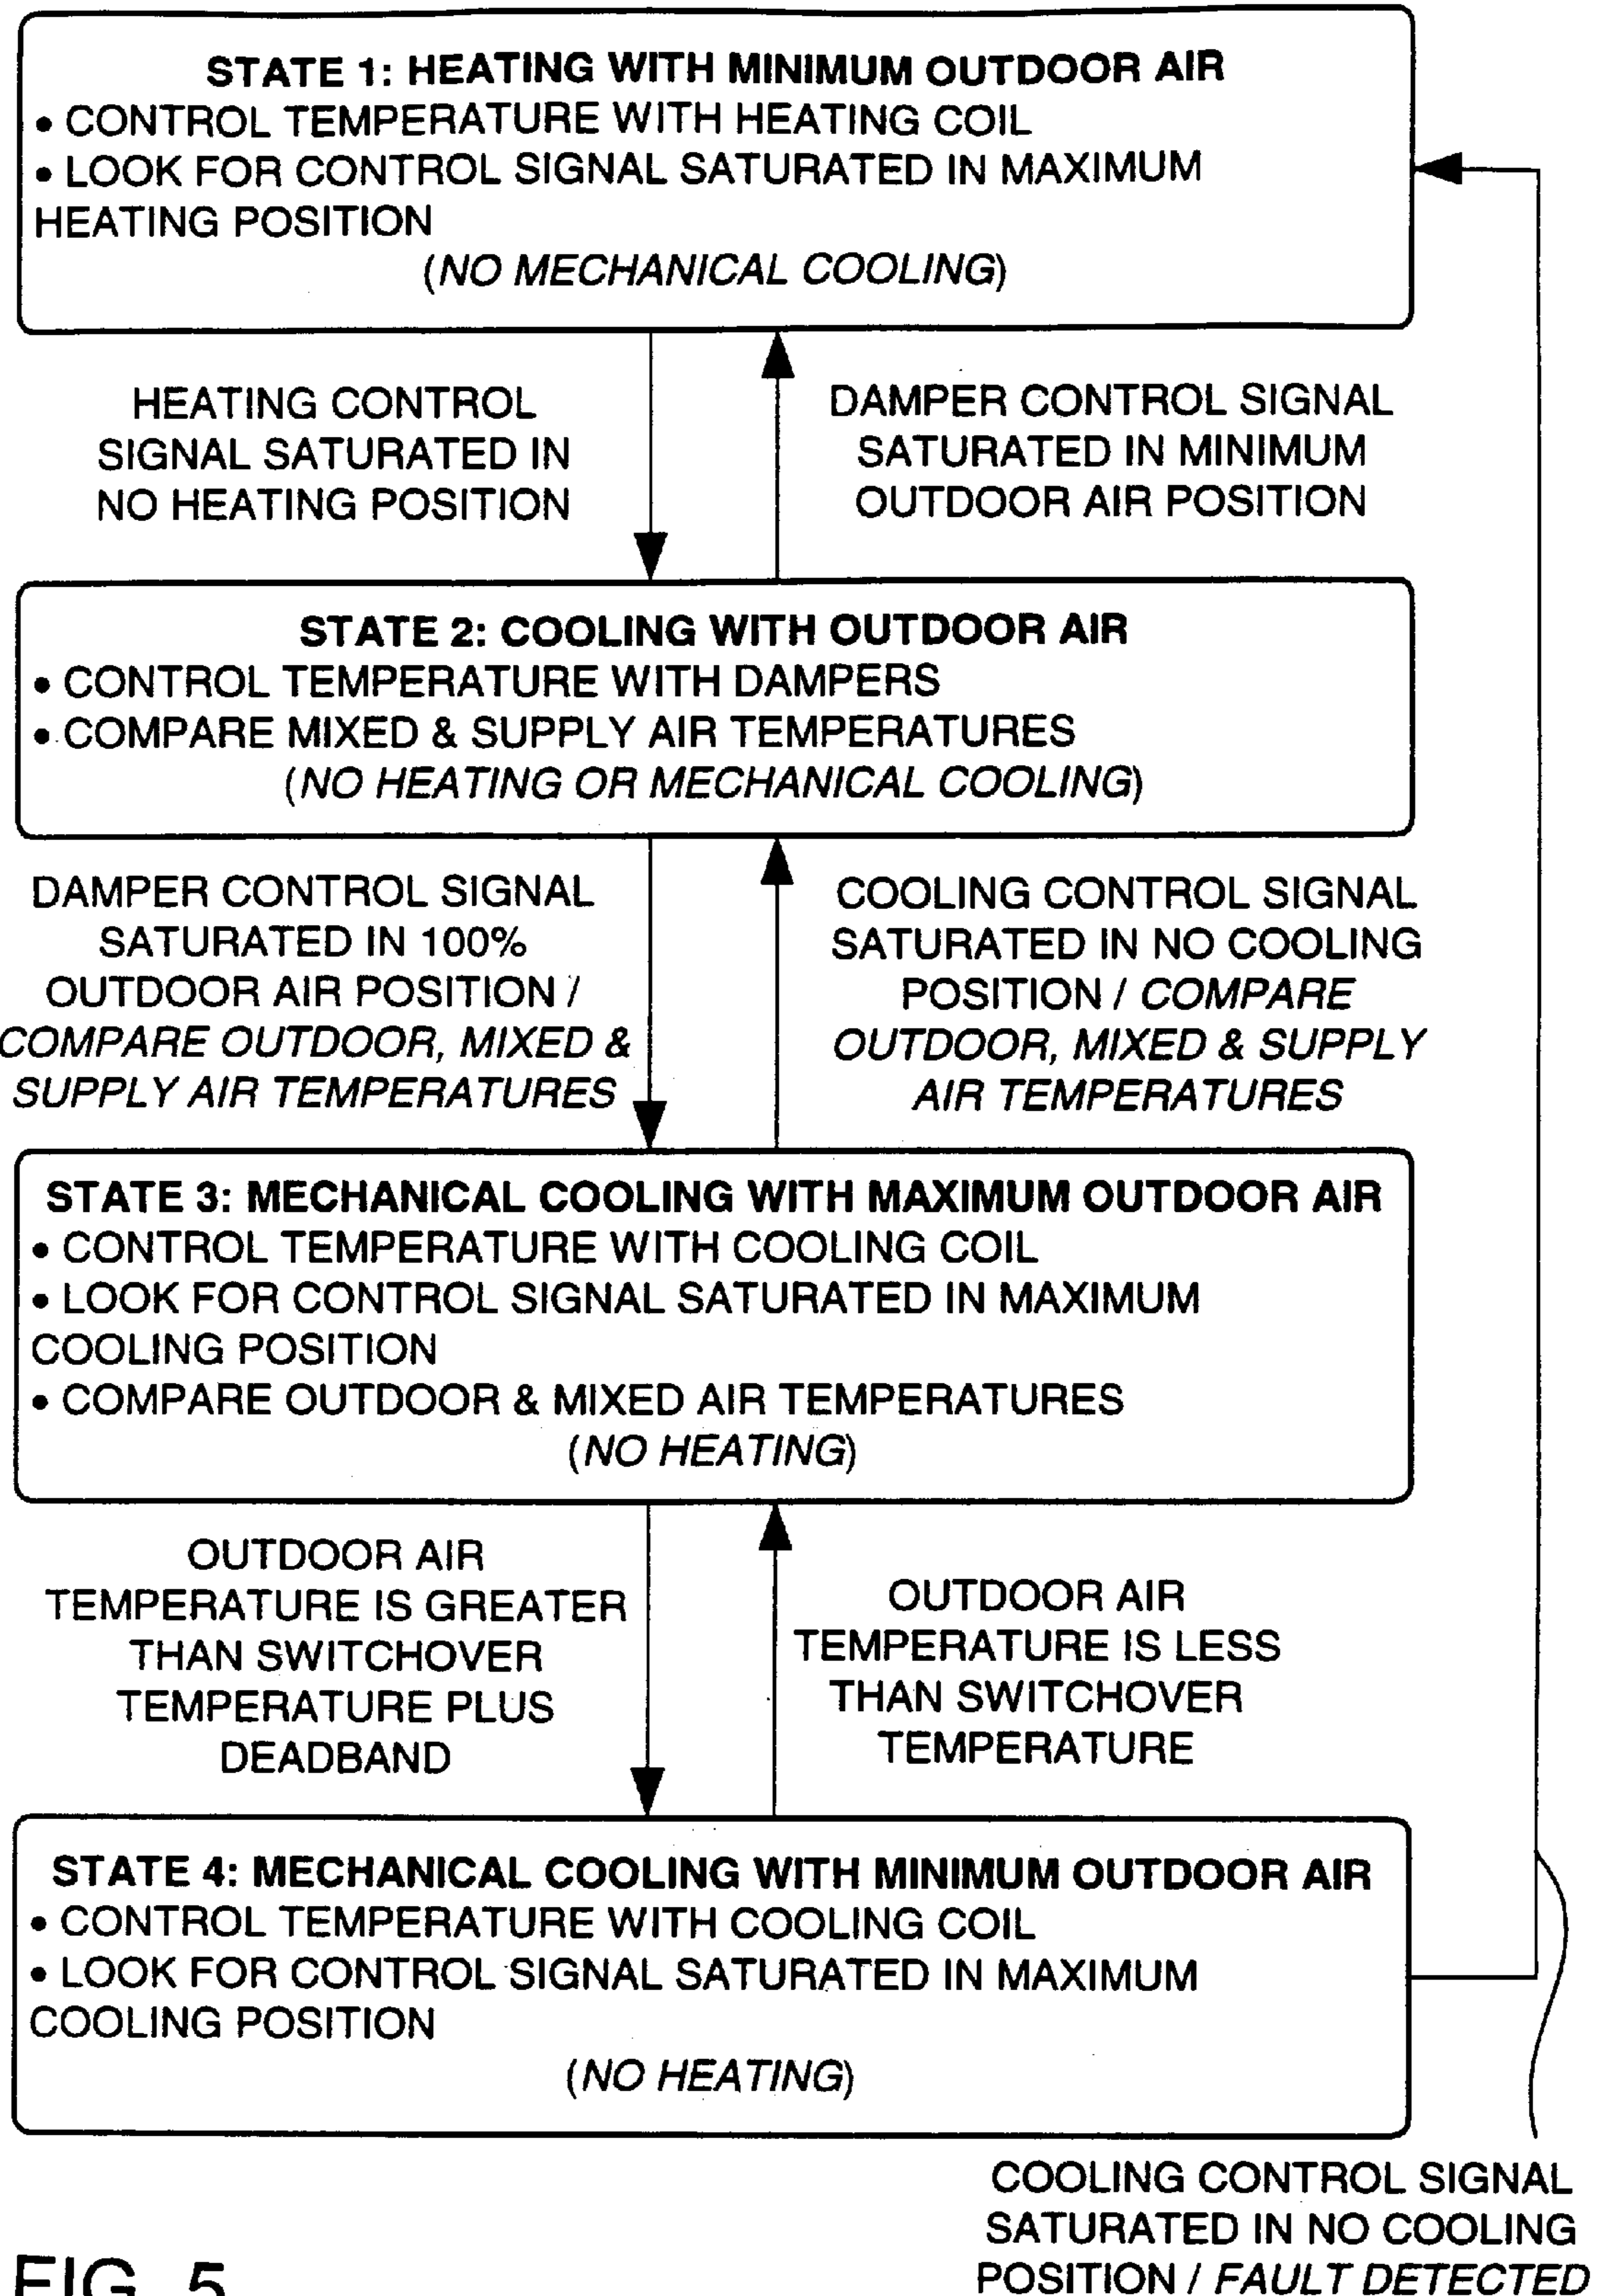 STATE 1: HEATING WITH MINIMUM OUTDOOR AIR
• CONTROL TEMPERATURE WITH HEATING COIL
• LOOK FOR CONTROL SIGNAL SATURATED IN MAXIMUM
HEATING POSITION
(NO MECHANICAL COOLING)
HEATING CONTROL
SIGNAL SATURATED IN
NO HEATING POSITION
DAMPER CONTROL SIGNAL
SATURATED IN MINIMUM
OUTDOOR AIR POSITION
STATE 2: COOLING WITH OUTDOOR AIR
• CONTROL TEMPERATURE WITH DAMPERS
• COMPARE MIXED & SUPPLY AIR TEMPERATURES
(NO HEATING OR MECHANICAL COOLING)
DAMPER CONTROL SIGNAL
SATURATED IN 100%
OUTDOOR AIR POSITION /
COMPARE OUTDOOR, MIXED &
SUPPLY AIR TEMPERATURES
COOLING CONTROL SIGNAL
SATURATED IN NO COOLING
POSITION / COMPARE
OUTDOOR, MIXED & SUPPLY
AIR TEMPERATURES
STATE 3: MECHANICAL COOLING WITH MAXIMUM OUTDOOR AIR
• CONTROL TEMPERATURE WITH COOLING COIL
• LOOK FOR CONTROL SIGNAL SATURATED IN MAXIMUM
COOLING POSITION
• COMPARE OUTDOOR & MIXED AIR TEMPERATURES
(NO HEATING)
OUTDOOR AIR
TEMPERATURE IS GREATER
THAN SWITCHOVER
TEMPERATURE PLUS
DEADBAND
OUTDOOR AIR
TEMPERATURE IS LESS
THAN SWITCHOVER
TEMPERATURE
STATE 4: MECHANICAL COOLING WITH MINIMUM OUTDOOR AIR
• CONTROL TEMPERATURE WITH COOLING COIL
• LOOK FOR CONTROL SIGNAL SATURATED IN MAXIMUM
COOLING POSITION
(NO HEATING)
COOLING CONTROL SIGNAL
SATURATED IN NO COOLING
POSITION / FAULT DETECTED
FIG. 5